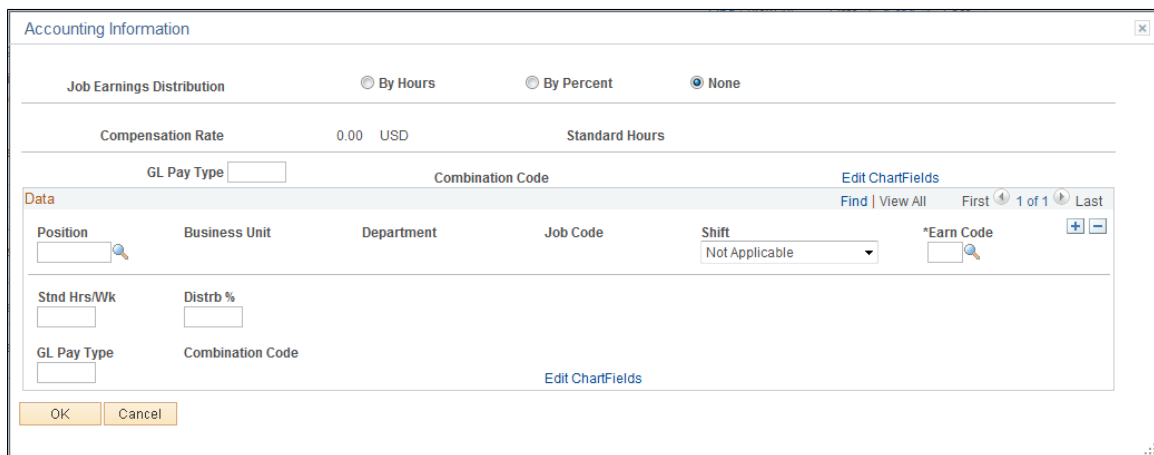 Accounting Information
Job Earnings Distribution By Hours By Percent None
Compensation Rate 0.00 USD Standard Hours
GL Pay Type Combination Code Edit ChartFields
Data Find | View All First 1 of 1 Last
Position Business Unit Department Job Code Shift *Earn Code
Not Applicable
Stnd Hrs/Wk Distrb %
GL Pay Type Combination Code
Edit ChartFields
OK Cancel